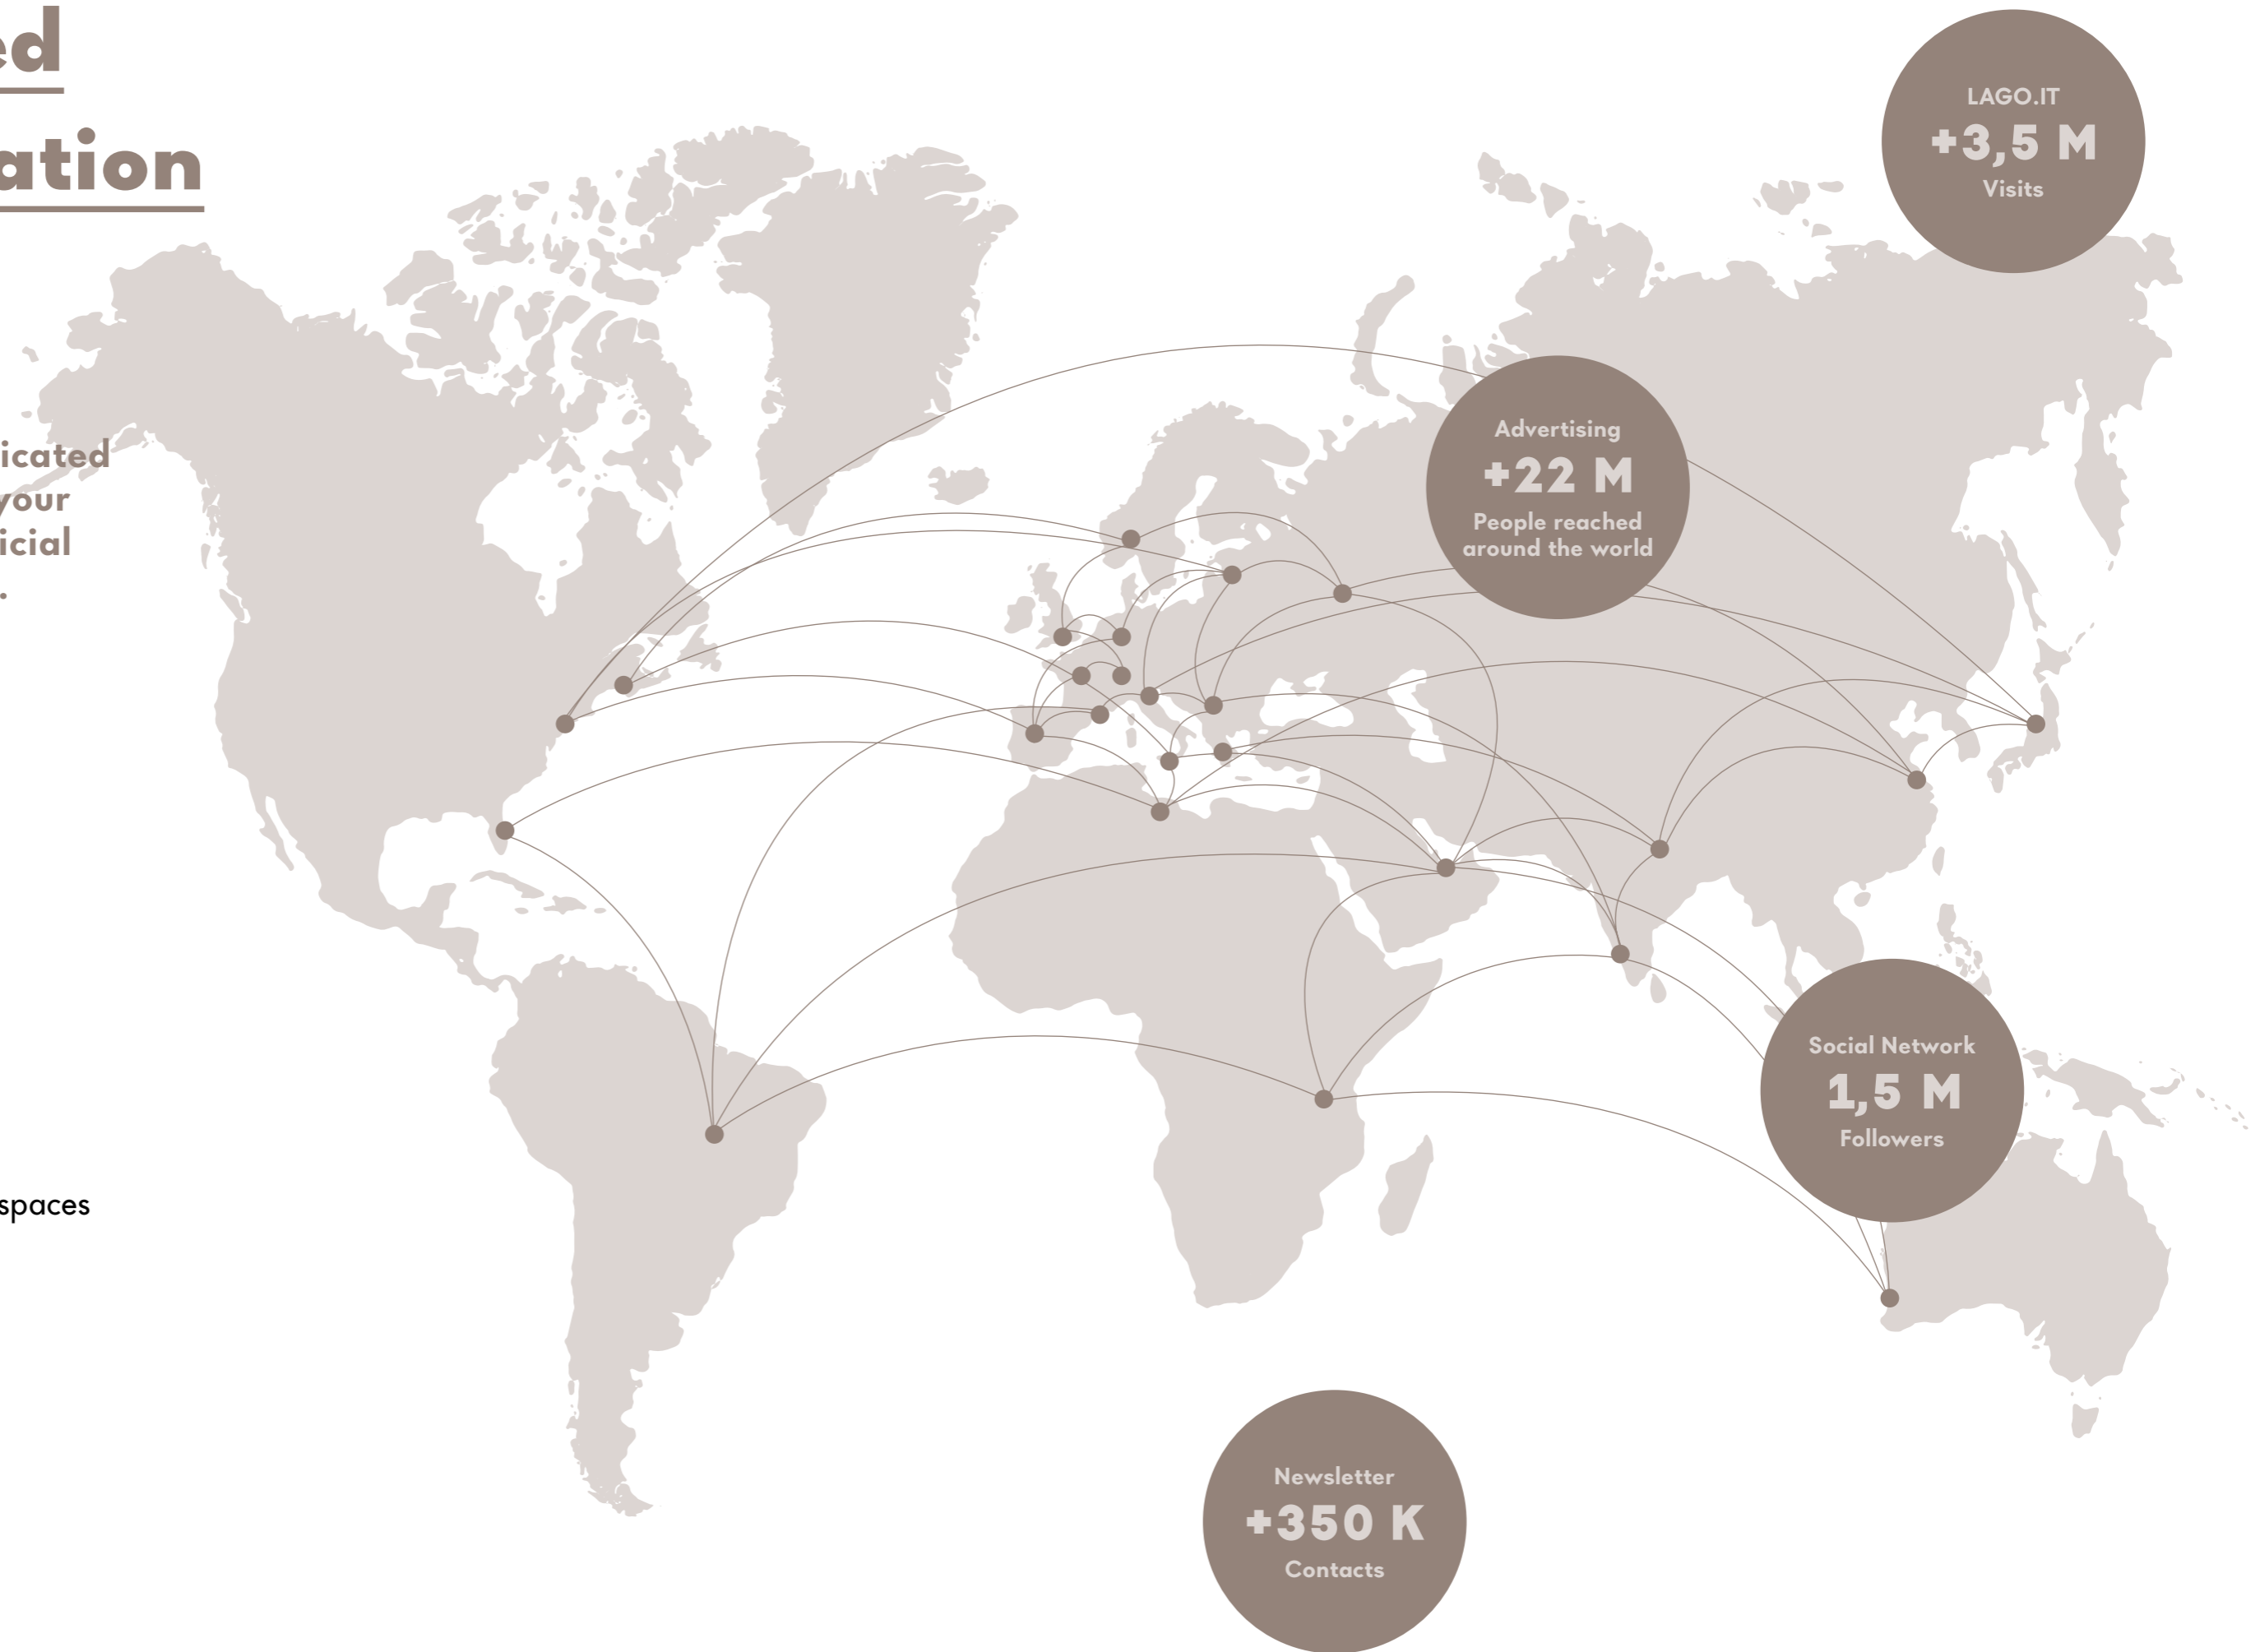 ed
ation
icated
your
icial
.
spaces
LAGO.IT
+3,5 M
Visits
Advertising
+22 M
People reached
around the world
Social Network
1,5 M
Followers
Newsletter
+350 K
Contacts